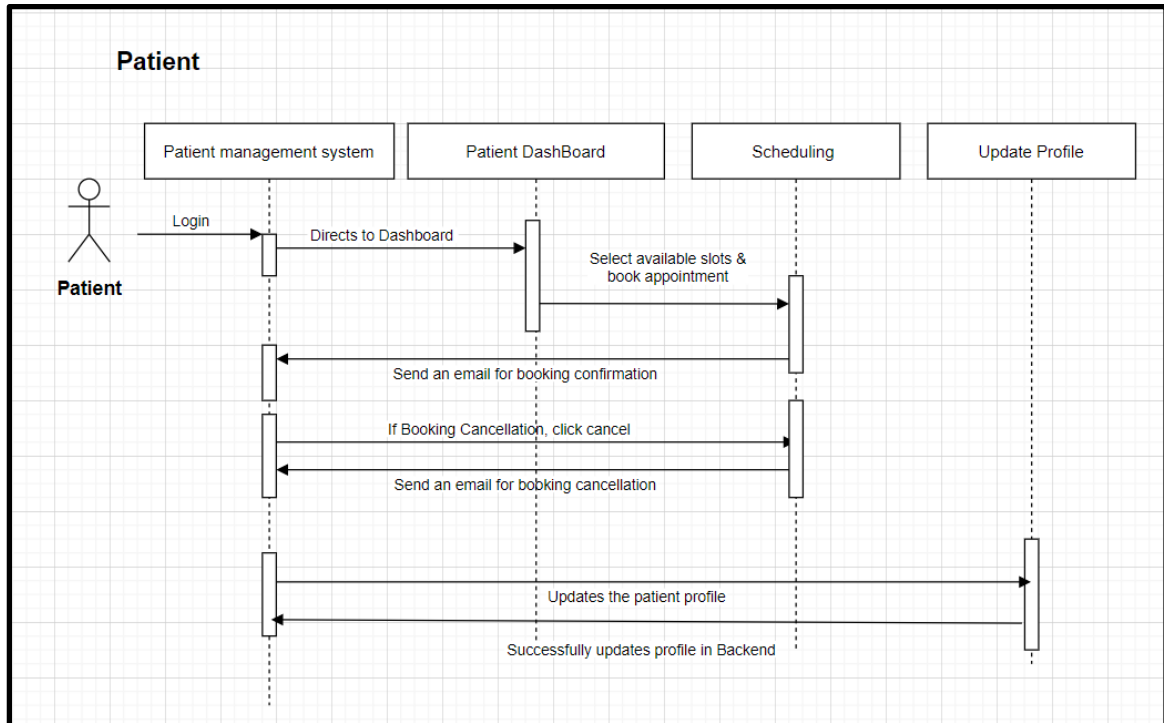 Patient
Patient management system
Patient DashBoard
Scheduling
Update Profile
Login
Directs to Dashboard
Select available slots &
book appointment
Patient
Send an email for booking confirmation
If Booking Cancellation, click cancel
Send an email for booking cancellation
Updates the patient profile
Successfully updates profile in Backend